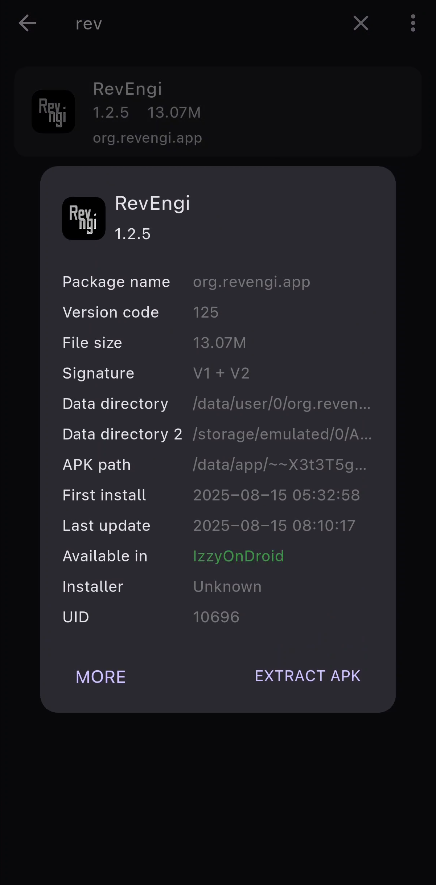 rev
RevEngi
1.2.5 13.07M
org.revengi.app
Rev
ngi
RevEngi
1.2.5
Package name org.revengi.app
Version code 125
File size 13.07M
Signature V1 + V2
Data directory /data/user/0/org.reven...
Data directory 2 /storage/emulated/0/A...
APK path /data/app/~~X3t3T5g...
First install 2025-08-15 05:32:58
Last update 2025-08-15 08:10:17
Available in IzzyOnDroid
Installer Unknown
UID 10696
MORE EXTRACT APK